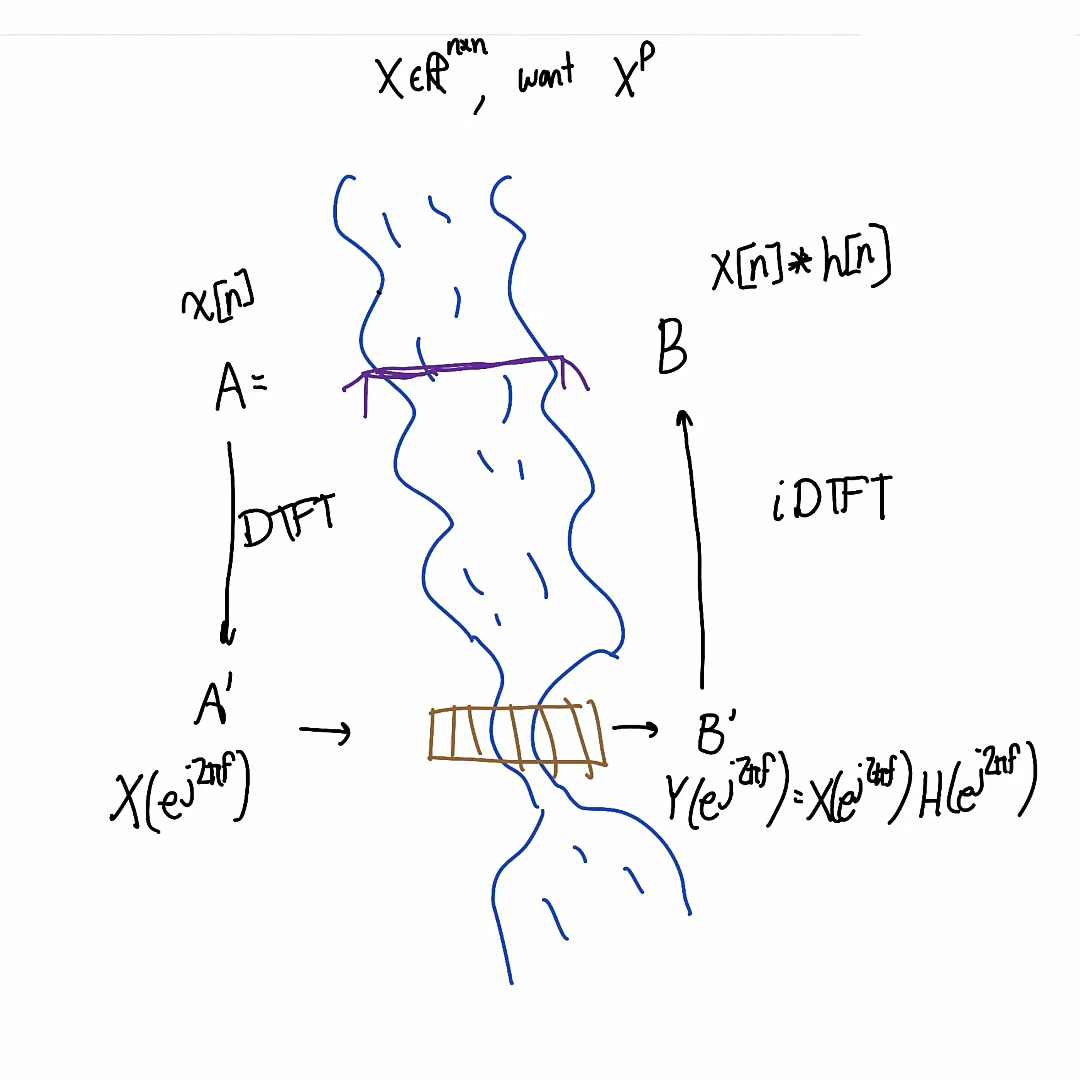 X ∈ ℝ^{n×n}, want X^P
x[n]
X[n] * h[n]
A =
B
DTFT
iDTFT
A'
B'
X(e^{j2πf})
Y(e^{j2πf}) = X(e^{j2πf}) H(e^{j2πf})